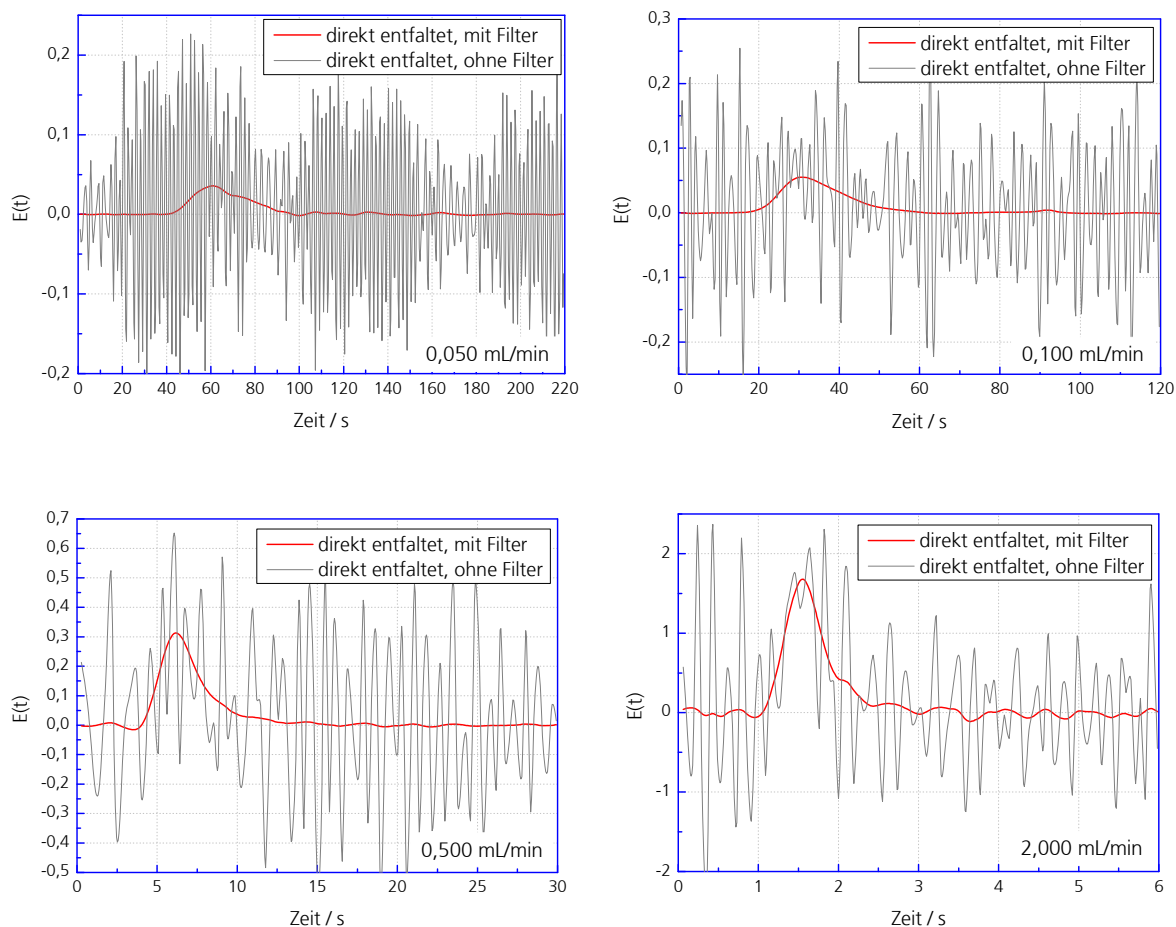 direkt entfaltet, mit Filter
direkt entfaltet, ohne Filter
E(t)
0,2
0,1
0,0
-0,1
-0,2
0,050 mL/min
0 20 40 60 80 100 120 140 160 180 200 220
Zeit / s
direkt entfaltet, mit Filter
direkt entfaltet, ohne Filter
E(t)
0,3
0,2
0,1
0,0
-0,1
-0,2
0,100 mL/min
0 20 40 60 80 100 120
Zeit / s
direkt entfaltet, mit Filter
direkt entfaltet, ohne Filter
E(t)
0,7
0,6
0,5
0,4
0,3
0,2
0,1
0,0
-0,1
-0,2
-0,3
-0,4
-0,5
0,500 mL/min
0 5 10 15 20 25 30
Zeit / s
direkt entfaltet, mit Filter
direkt entfaltet, ohne Filter
E(t)
2
1
0
-1
-2
2,000 mL/min
0 1 2 3 4 5 6
Zeit / s